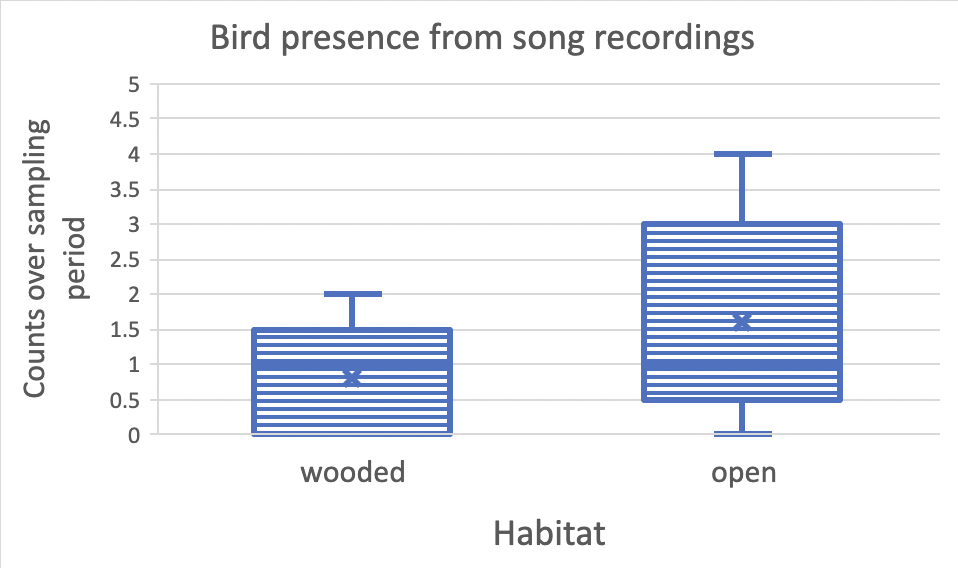 Bird presence from song recordings
Counts over sampling
period
5
4.5
4
3.5
3
2.5
2
1.5
1
0.5
0
wooded
open
Habitat